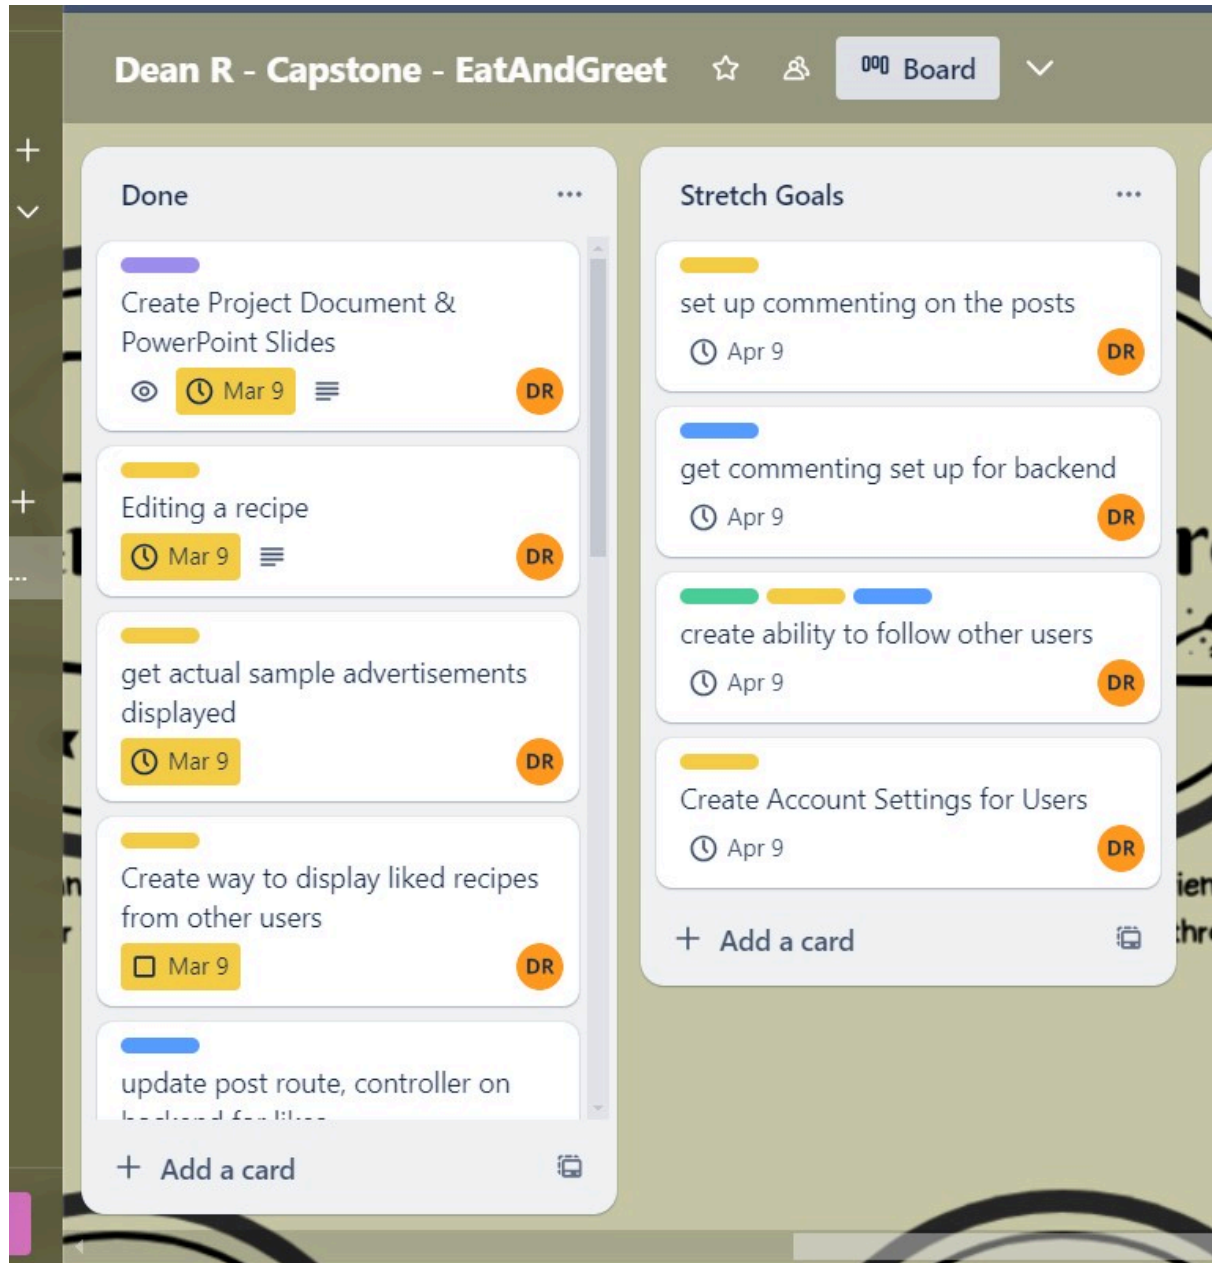 Dean R - Capstone - EatAndGreet
Board
Done
Create Project Document &
PowerPoint Slides
Mar 9
DR
Editing a recipe
Mar 9
DR
get actual sample advertisements
displayed
Mar 9
DR
Create way to display liked recipes
from other users
Mar 9
DR
update post route, controller on
backend for likes
Add a card
Stretch Goals
set up commenting on the posts
Apr 9
DR
get commenting set up for backend
Apr 9
DR
create ability to follow other users
Apr 9
DR
Create Account Settings for Users
Apr 9
DR
Add a card